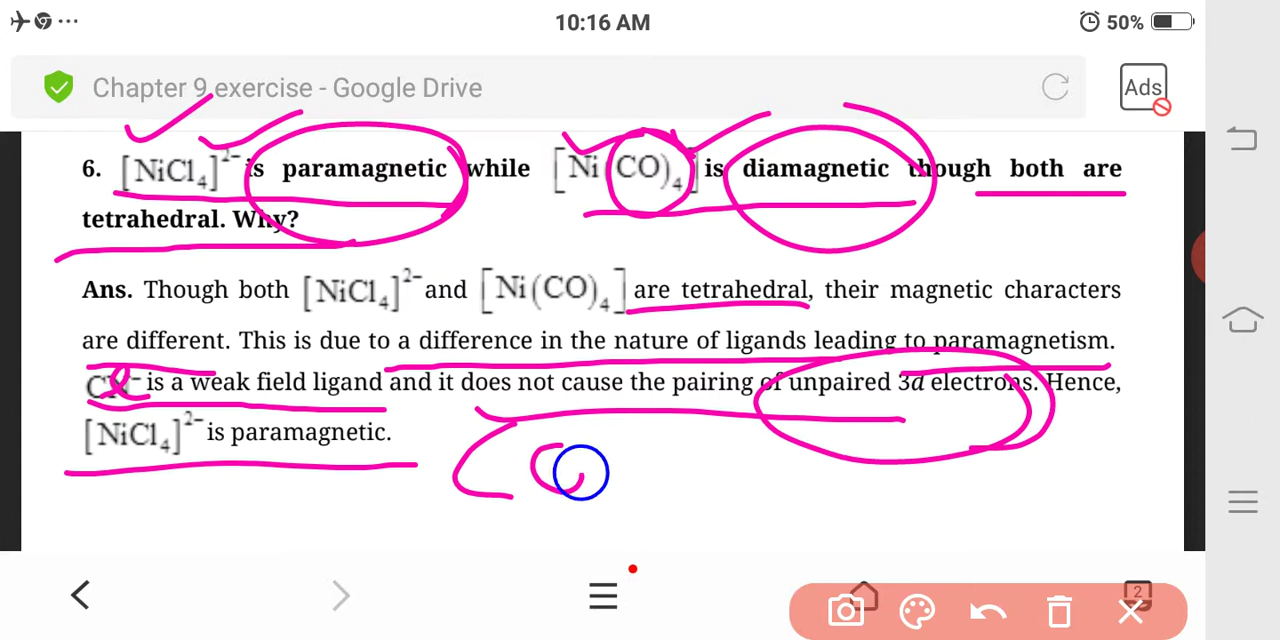 10:16 AM
50%
Chapter 9 exercise - Google Drive
Ads
6. [NiCl₄]²⁻ is paramagnetic while [Ni(CO)₄] is diamagnetic though both are
tetrahedral. Why?
Ans. Though both [NiCl₄]²⁻ and [Ni(CO)₄] are tetrahedral, their magnetic characters
are different. This is due to a difference in the nature of ligands leading to paramagnetism.
is a weak field ligand and it does not cause the pairing of unpaired 3d electrons. Hence,
[NiCl₄]²⁻ is paramagnetic.
2